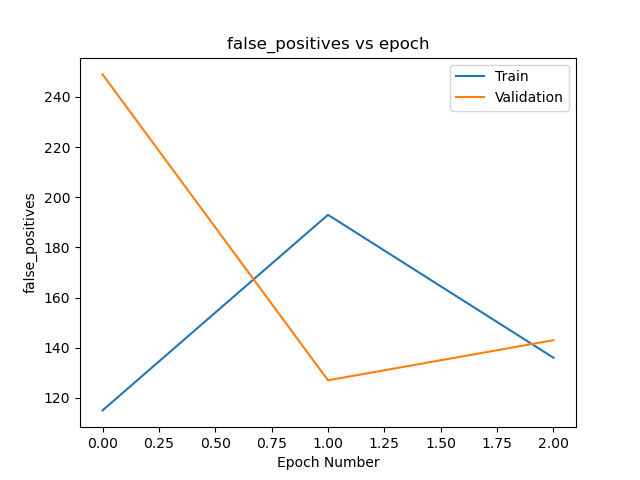 false_positives vs epoch
Train
Validation
240
220
200
180
160
140
120
false_positives
0.00 0.25 0.50 0.75 1.00 1.25 1.50 1.75 2.00
Epoch Number